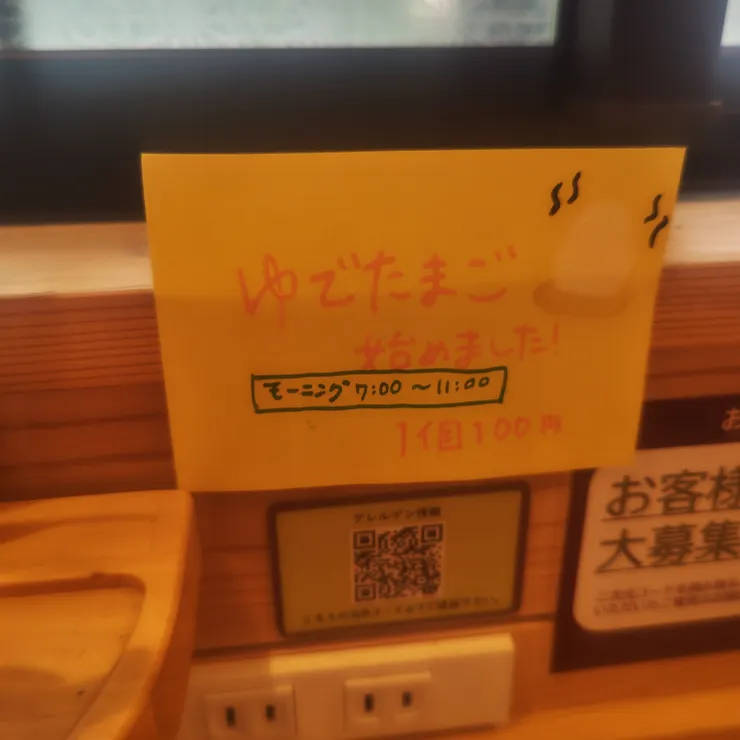 ゆでたまご
始めました!
モーニング 7:00 〜 11:00
1個100円
アレルゲン情報
お客様
大募集